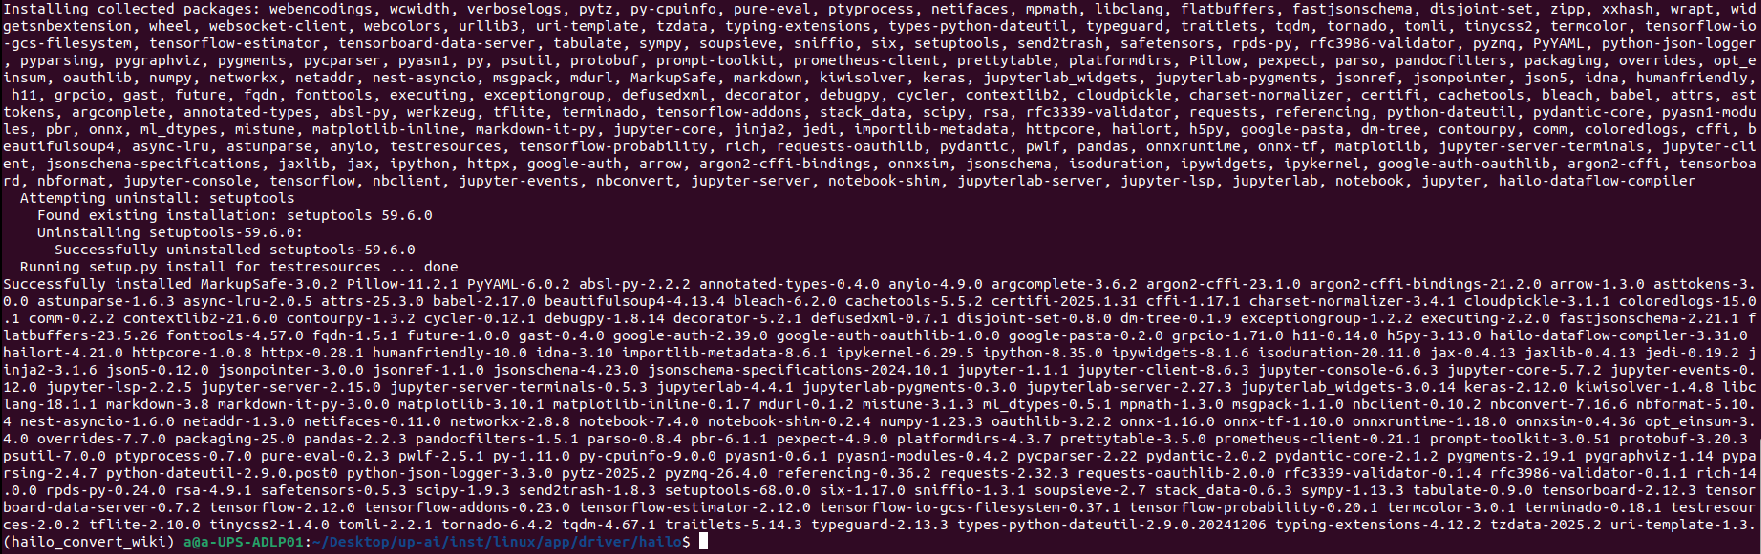 Installing collected packages: webencodings, wcwidth, verboselogs, pytz, py-cpuinfo, pure-eval, ptyprocess, netifaces, mpmath, libclang, flatbuffers, fastjsonschema, disjoint-set, zipp, xxhash, wrapt, wid
getsnbextension, wheel, websocket-client, webcolors, urllib3, uri-template, tzdata, typing-extensions, types-python-dateutil, typeguard, traitlets, tqdm, tornado, tomli, tinycss2, termcolor, tensorflow-io
-gcs-filesystem, tensorflow-estimator, tensorboard-data-server, tabulate, sympy, soupsieve, sniffio, six, setuptools, send2trash, safetensors, rpds-py, rfc3986-validator, pyzmq, PyYAML, python-json-logger
, pyparsing, pygraphviz, pygments, pycparser, pyasn1, py, psutil, protobuf, prompt-toolkit, prometheus-client, prettytable, platformdirs, Pillow, pexpect, parso, pandocfilters, packaging, overrides, opt_e
insum, oauthlib, numpy, networkx, netaddr, nest-asyncio, msgpack, mdurl, MarkupSafe, markdown, kiwisolver, keras, jupyterlab_widgets, jupyterlab-pygments, jsonref, jsonpointer, json5, idna, humanfriendly,
 h11, grpcio, gast, future, fqdn, fonttools, executing, exceptiongroup, defusedxml, decorator, debugpy, cycler, contextlib2, cloudpickle, charset-normalizer, certifi, cachetools, bleach, babel, attrs, ast
tokens, argcomplete, annotated-types, absl-py, werkzeug, tflite, terminado, tensorflow-addons, stack_data, scipy, rsa, rfc3339-validator, requests, referencing, python-dateutil, pydantic-core, pyasn1-modu
les, pbr, onnx, ml_dtypes, mistune, matplotlib-inline, markdown-it-py, jupyter-core, jinja2, jedi, importlib-metadata, httpcore, hailort, h5py, google-pasta, dm-tree, contourpy, comm, coloredlogs, cffi, b
eautifulsoup4, async-lru, astunparse, anyio, testresources, tensorflow-probability, rich, requests-oauthlib, pydantic, pwlf, pandas, onnxruntime, onnx-tf, matplotlib, jupyter-server-terminals, jupyter-cli
ent, jsonschema-specifications, jaxlib, jax, ipython, httpx, google-auth, arrow, argon2-cffi-bindings, onnxsim, jsonschema, isoduration, ipywidgets, ipykernel, google-auth-oauthlib, argon2-cffi, tensorboa
rd, nbformat, jupyter-console, tensorflow, nbclient, jupyter-events, nbconvert, jupyter-server, notebook-shim, jupyterlab-server, jupyter-lsp, jupyterlab, notebook, jupyter, hailo-dataflow-compiler
  Attempting uninstall: setuptools
    Found existing installation: setuptools 59.6.0
    Uninstalling setuptools-59.6.0:
      Successfully uninstalled setuptools-59.6.0
  Running setup.py install for testresources ... done
Successfully installed MarkupSafe-3.0.2 Pillow-11.2.1 PyYAML-6.0.2 absl-py-2.2.2 annotated-types-0.4.0 anyio-4.9.0 argcomplete-3.6.2 argon2-cffi-23.1.0 argon2-cffi-bindings-21.2.0 arrow-1.3.0 asttokens-3.
0.0 astunparse-1.6.3 async-lru-2.0.5 attrs-25.3.0 babel-2.17.0 beautifulsoup4-4.13.4 bleach-6.2.0 cachetools-5.5.2 certifi-2025.1.31 cffi-1.17.1 charset-normalizer-3.4.1 cloudpickle-3.1.1 coloredlogs-15.0
.1 comm-0.2.2 contextlib2-21.6.0 contourpy-1.3.2 cycler-0.12.1 debugpy-1.8.14 decorator-5.2.1 defusedxml-0.7.1 disjoint-set-0.8.0 dm-tree-0.1.9 exceptiongroup-1.2.2 executing-2.2.0 fastjsonschema-2.21.1 f
latbuffers-23.5.26 fonttools-4.57.0 fqdn-1.5.1 future-1.0.0 gast-0.4.0 google-auth-2.39.0 google-auth-oauthlib-1.0.0 google-pasta-0.2.0 grpcio-1.71.0 h11-0.14.0 h5py-3.13.0 hailo-dataflow-compiler-3.31.0
hailort-4.21.0 httpcore-1.0.8 httpx-0.28.1 humanfriendly-10.0 idna-3.10 importlib-metadata-8.6.1 ipykernel-6.29.5 ipython-8.35.0 ipywidgets-8.1.6 isoduration-20.11.0 jax-0.4.13 jaxlib-0.4.13 jedi-0.19.2 j
inja2-3.1.6 json5-0.12.0 jsonpointer-3.0.0 jsonref-1.1.0 jsonschema-4.23.0 jsonschema-specifications-2024.10.1 jupyter-1.1.1 jupyter-client-8.6.3 jupyter-console-6.6.3 jupyter-core-5.7.2 jupyter-events-0.
12.0 jupyter-lsp-2.2.5 jupyter-server-2.15.0 jupyter-server-terminals-0.5.3 jupyterlab-4.4.1 jupyterlab-pygments-0.3.0 jupyterlab-server-2.27.3 jupyterlab_widgets-3.0.14 keras-2.12.0 kiwisolver-1.4.8 libc
lang-18.1.1 markdown-3.8 markdown-it-py-3.0.0 matplotlib-3.10.1 matplotlib-inline-0.1.7 mdurl-0.1.2 mistune-3.1.3 ml_dtypes-0.5.1 mpmath-1.3.0 msgpack-1.1.0 nbclient-0.10.2 nbconvert-7.16.6 nbformat-5.10.
4 nest-asyncio-1.6.0 netaddr-1.3.0 netifaces-0.11.0 networkx-2.8.8 notebook-7.4.0 notebook-shim-0.2.4 numpy-1.23.3 oauthlib-3.2.2 onnx-1.16.0 onnx-tf-1.10.0 onnxruntime-1.18.0 onnxsim-0.4.36 opt_einsum-3.
4.0 overrides-7.7.0 packaging-25.0 pandas-2.2.3 pandocfilters-1.5.1 parso-0.8.4 pbr-6.1.1 pexpect-4.9.0 platformdirs-4.3.7 prettytable-3.5.0 prometheus-client-0.21.1 prompt-toolkit-3.0.51 protobuf-3.20.3
psutil-7.0.0 ptyprocess-0.7.0 pure-eval-0.2.3 pwlf-2.5.1 py-1.11.0 py-cpuinfo-9.0.0 pyasn1-0.6.1 pyasn1-modules-0.4.2 pycparser-2.22 pydantic-2.0.2 pydantic-core-2.1.2 pygments-2.19.1 pygraphviz-1.14 pypa
rsing-2.4.7 python-dateutil-2.9.0.post0 python-json-logger-3.3.0 pytz-2025.2 pyzmq-26.4.0 referencing-0.36.2 requests-2.32.3 requests-oauthlib-2.0.0 rfc3339-validator-0.1.4 rfc3986-validator-0.1.1 rich-14
.0.0 rpds-py-0.24.0 rsa-4.9.1 safetensors-0.5.3 scipy-1.9.3 send2trash-1.8.3 setuptools-68.0.0 six-1.17.0 sniffio-1.3.1 soupsieve-2.7 stack_data-0.6.3 sympy-1.13.3 tabulate-0.9.0 tensorboard-2.12.3 tensor
board-data-server-0.7.2 tensorflow-2.12.0 tensorflow-addons-0.23.0 tensorflow-estimator-2.12.0 tensorflow-io-gcs-filesystem-0.37.1 tensorflow-probability-0.20.1 termcolor-3.0.1 terminado-0.18.1 testresour
ces-2.0.2 tflite-2.10.0 tinycss2-1.4.0 tomli-2.2.1 tornado-6.4.2 tqdm-4.67.1 traitlets-5.14.3 typeguard-2.13.3 types-python-dateutil-2.9.0.20241206 typing-extensions-4.12.2 tzdata-2025.2 uri-template-1.3.
(hailo_convert_wiki) a@a-UPS-ADLP01:~/Desktop/up-ai/inst/linux/app/driver/hailo$